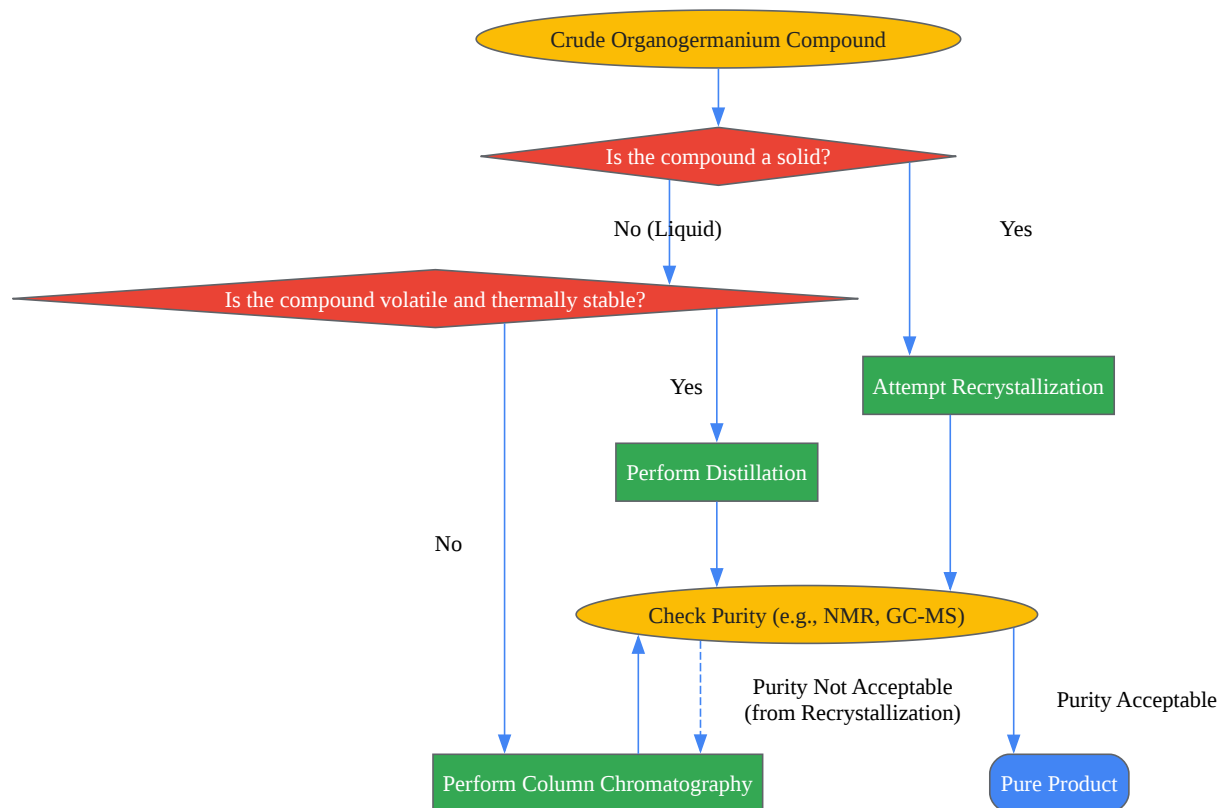 Crude Organogermanium Compound
Is the compound a solid?
No (Liquid)
Yes
Is the compound volatile and thermally stable?
Yes
Attempt Recrystallization
Perform Distillation
No
Check Purity (e.g., NMR, GC-MS)
Purity Not Acceptable
(from Recrystallization)
Purity Acceptable
Perform Column Chromatography
Pure Product